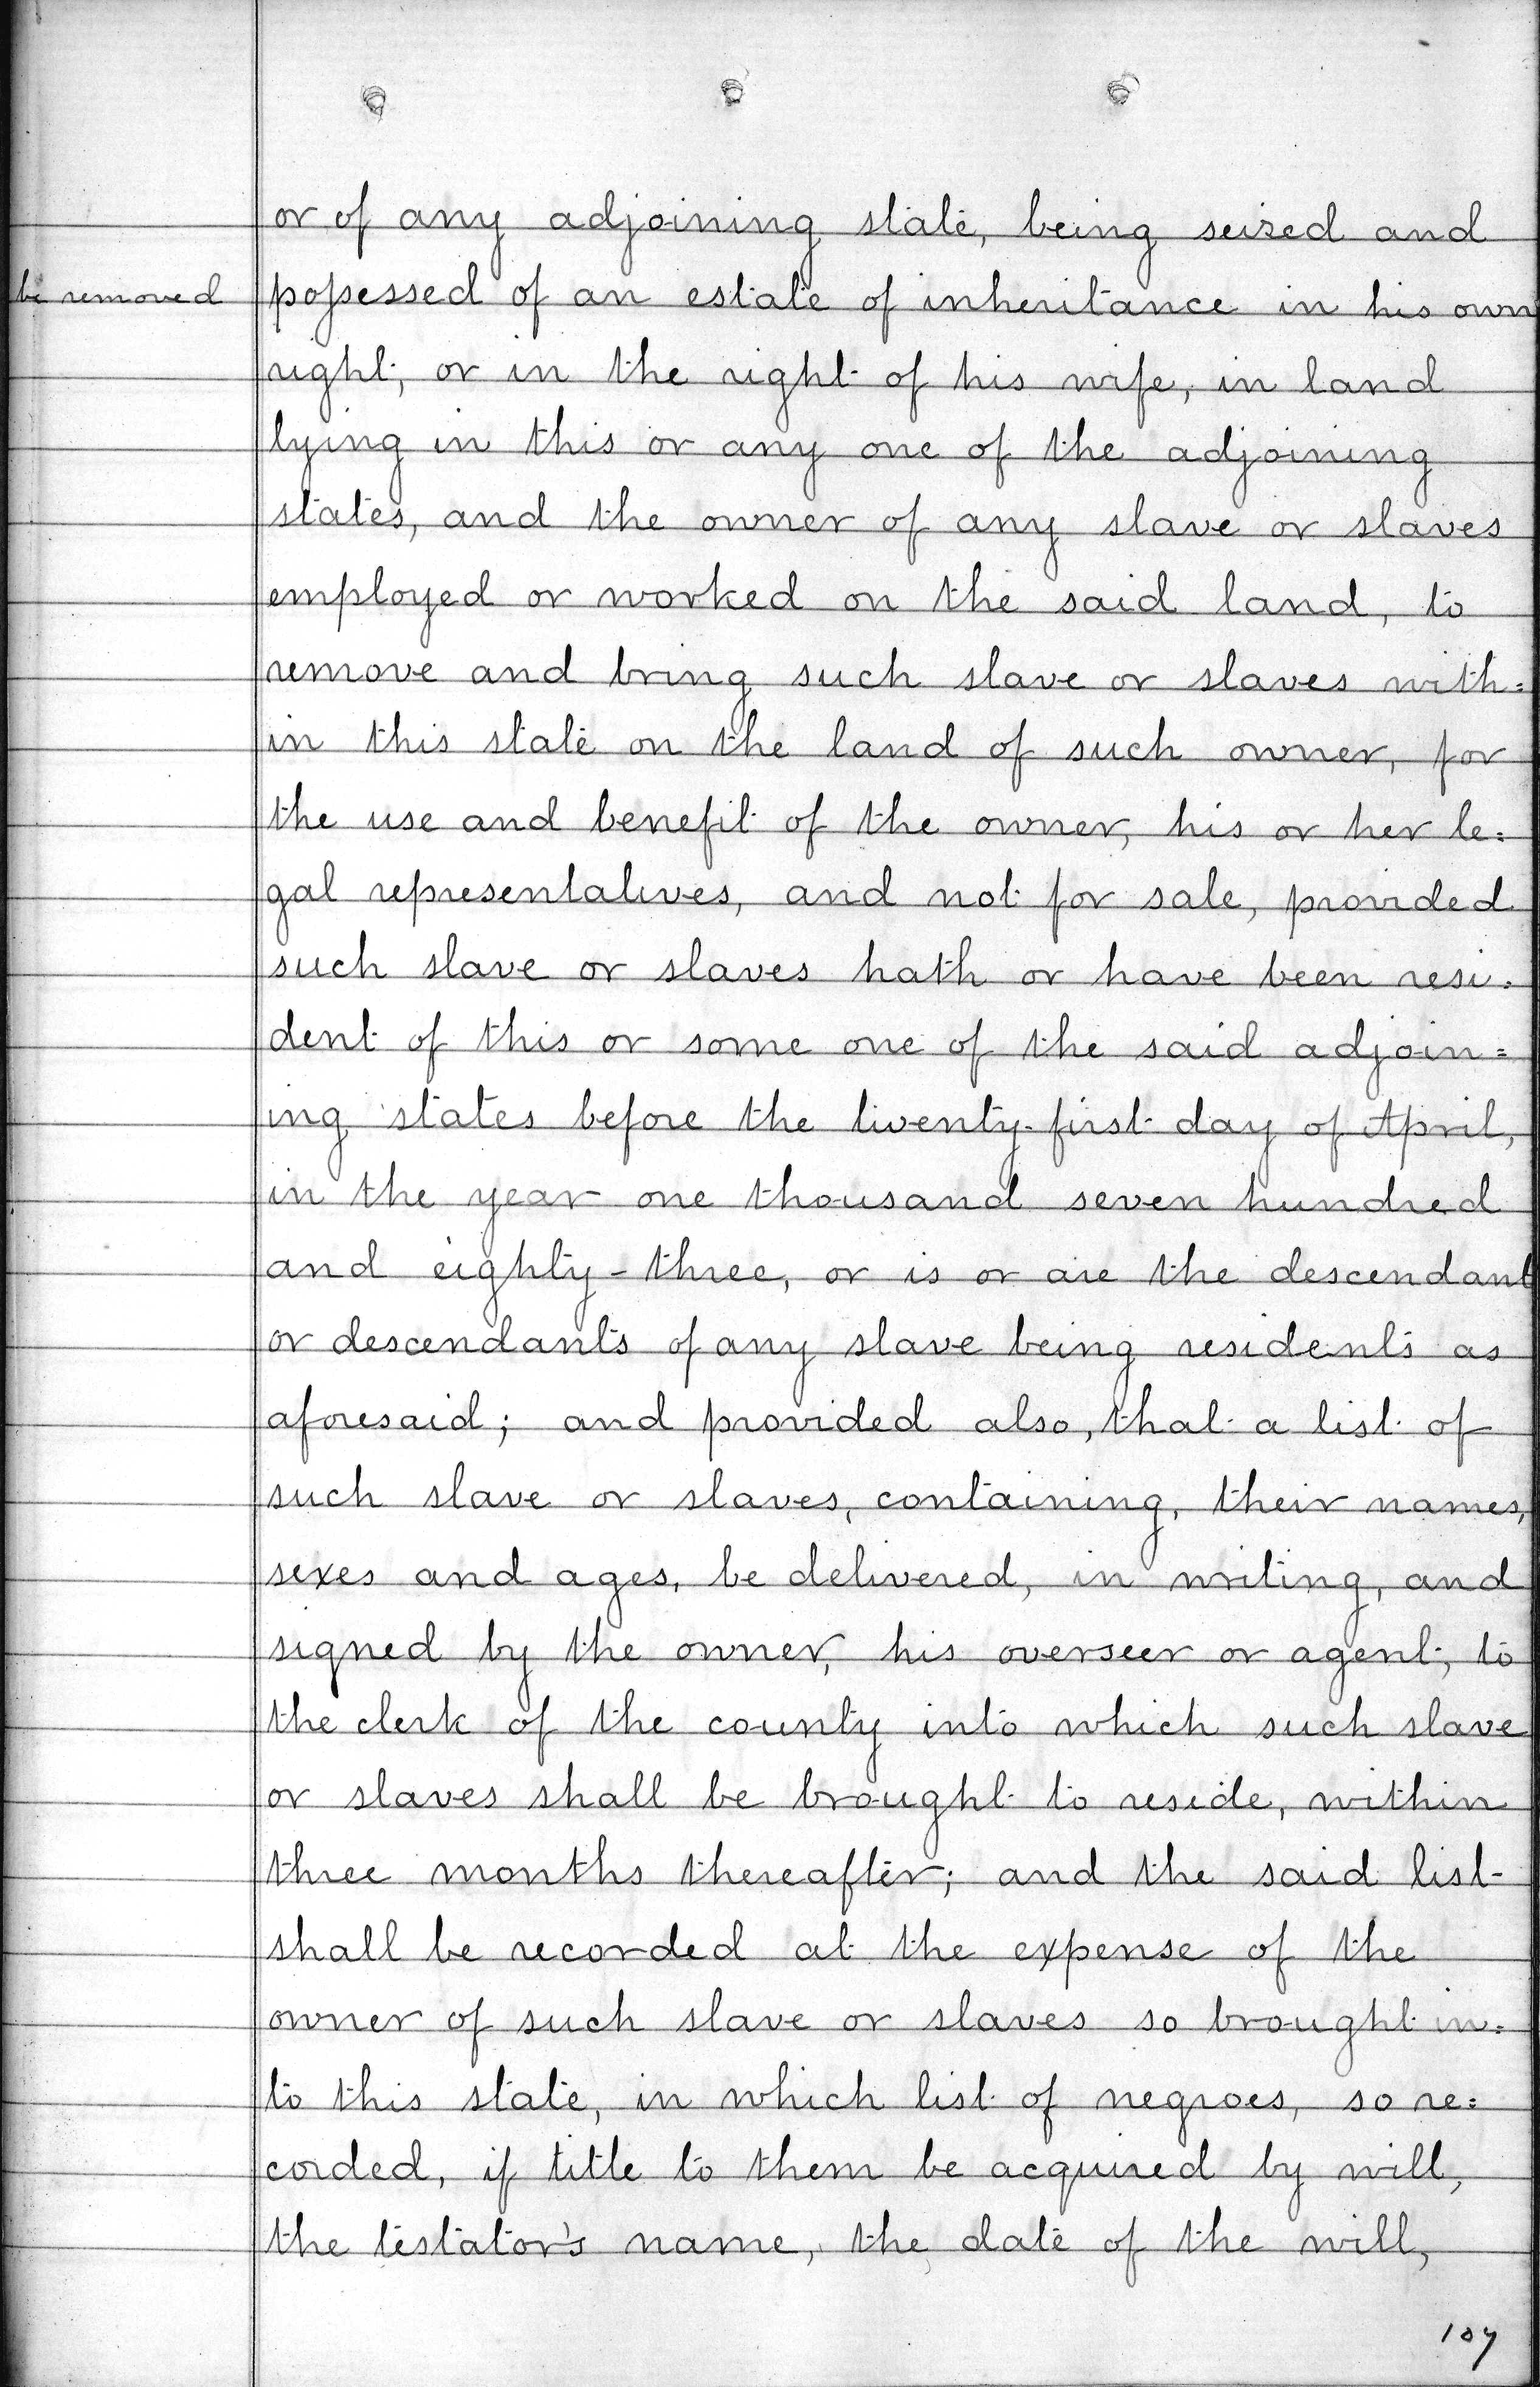 or of any adjoining state, being seized and
be removed
possessed of an estate of inheritance in his own
right, or in the right of his wife, in land
lying in this or any one of the adjoining
states, and the owner of any slave or slaves
employed or worked on the said land, to
remove and bring such slave or slaves with=
in this state on the land of such owner, for
the use and benefit of the owner, his or her le=
gal representatives, and not for sale, provided
such slave or slaves hath or have been resi=
dent of this or some one of the said adjoin=
ing states before the twenty-first day of April,
in the year one thousand seven hundred
and eighty-three, or is or are the descendant
or descendants of any slave being residents as
aforesaid; and provided also, that a list of
such slave or slaves, containing, their names,
sexes and ages, be delivered, in writing, and
signed by the owner, his overseer or agent, to
the clerk of the county into which such slave
or slaves shall be brought to reside, within
three months thereafter; and the said list
shall be recorded at the expense of the
owner of such slave or slaves so brought in=
to this state, in which list of negroes, so re=
corded, if title to them be acquired by will,
the testator's name, the date of the will,
107